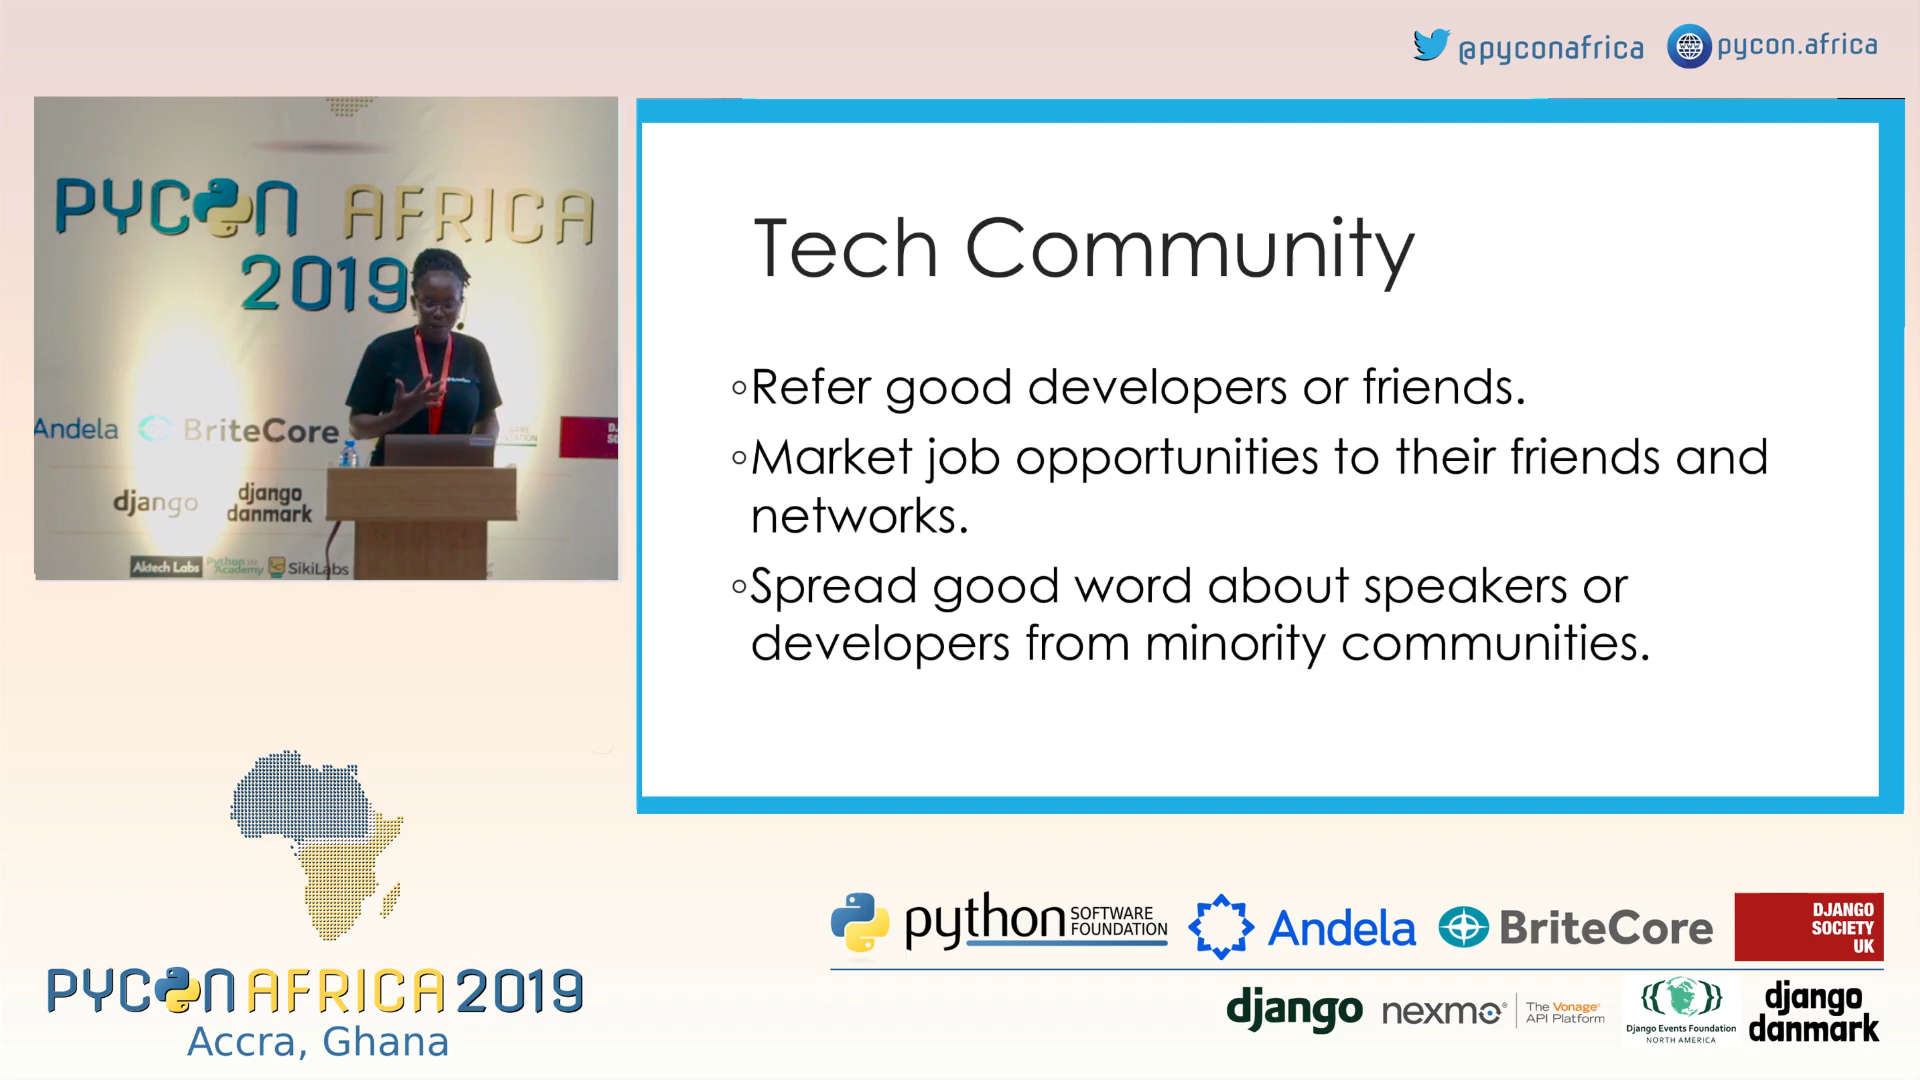 @pyconafrica pycon.africa
PYCON AFRICA
2019
Andela BriteCore
django
django
danmark
Aktech Labs
Python
Academy
SikiLabs
Tech Community
◦Refer good developers or friends.
◦Market job opportunities to their friends and
networks.
◦Spread good word about speakers or
developers from minority communities.
PYCON AFRICA 2019
Accra, Ghana
python SOFTWARE
FOUNDATION
Andela
BriteCore
DJANGO
SOCIETY
UK
django
nexmo
The Vonage
API Platform
Django Events Foundation
NORTH AMERICA
django
danmark